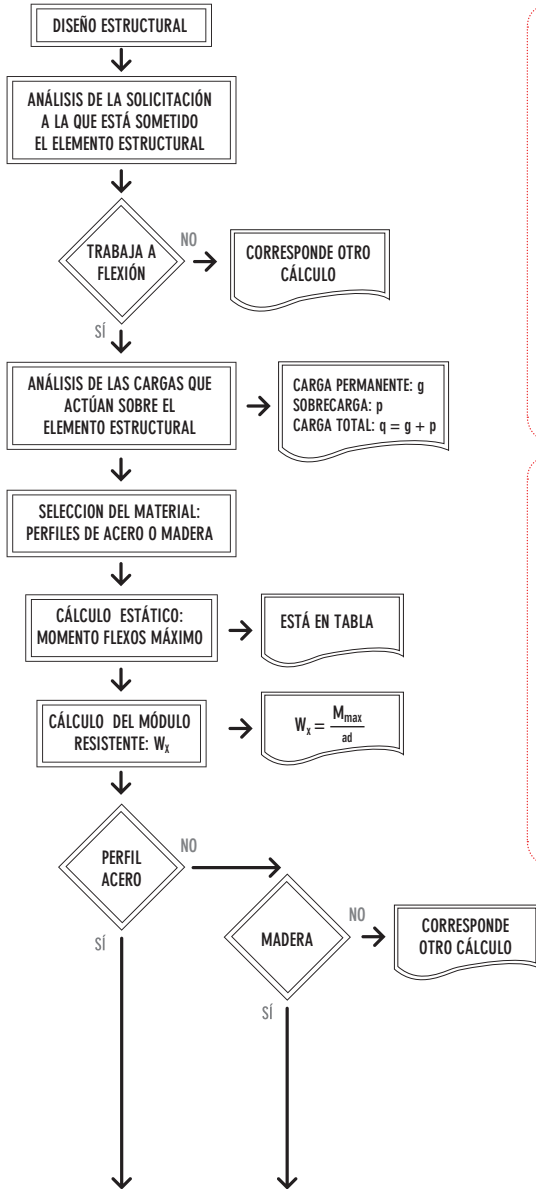 DISEÑO ESTRUCTURAL
ANÁLISIS DE LA SOLICITACIÓN
A LA QUE ESTÁ SOMETIDO
EL ELEMENTO ESTRUCTURAL
TRABAJA A
FLEXIÓN
NO
CORRESPONDE OTRO
CÁLCULO
SÍ
ANÁLISIS DE LAS CARGAS QUE
ACTÚAN SOBRE EL
ELEMENTO ESTRUCTURAL
CARGA PERMANENTE: g
SOBRECARGA: p
CARGA TOTAL: q = g + p
SELECCION DEL MATERIAL:
PERFILES DE ACERO O MADERA
CÁLCULO ESTÁTICO:
MOMENTO FLEXOS MÁXIMO
ESTÁ EN TABLA
CÁLCULO DEL MÓDULO
RESISTENTE: Wx
Wx = Mmax
ad
PERFIL
ACERO
NO
SÍ
MADERA
NO
CORRESPONDE
OTRO CÁLCULO
SÍ